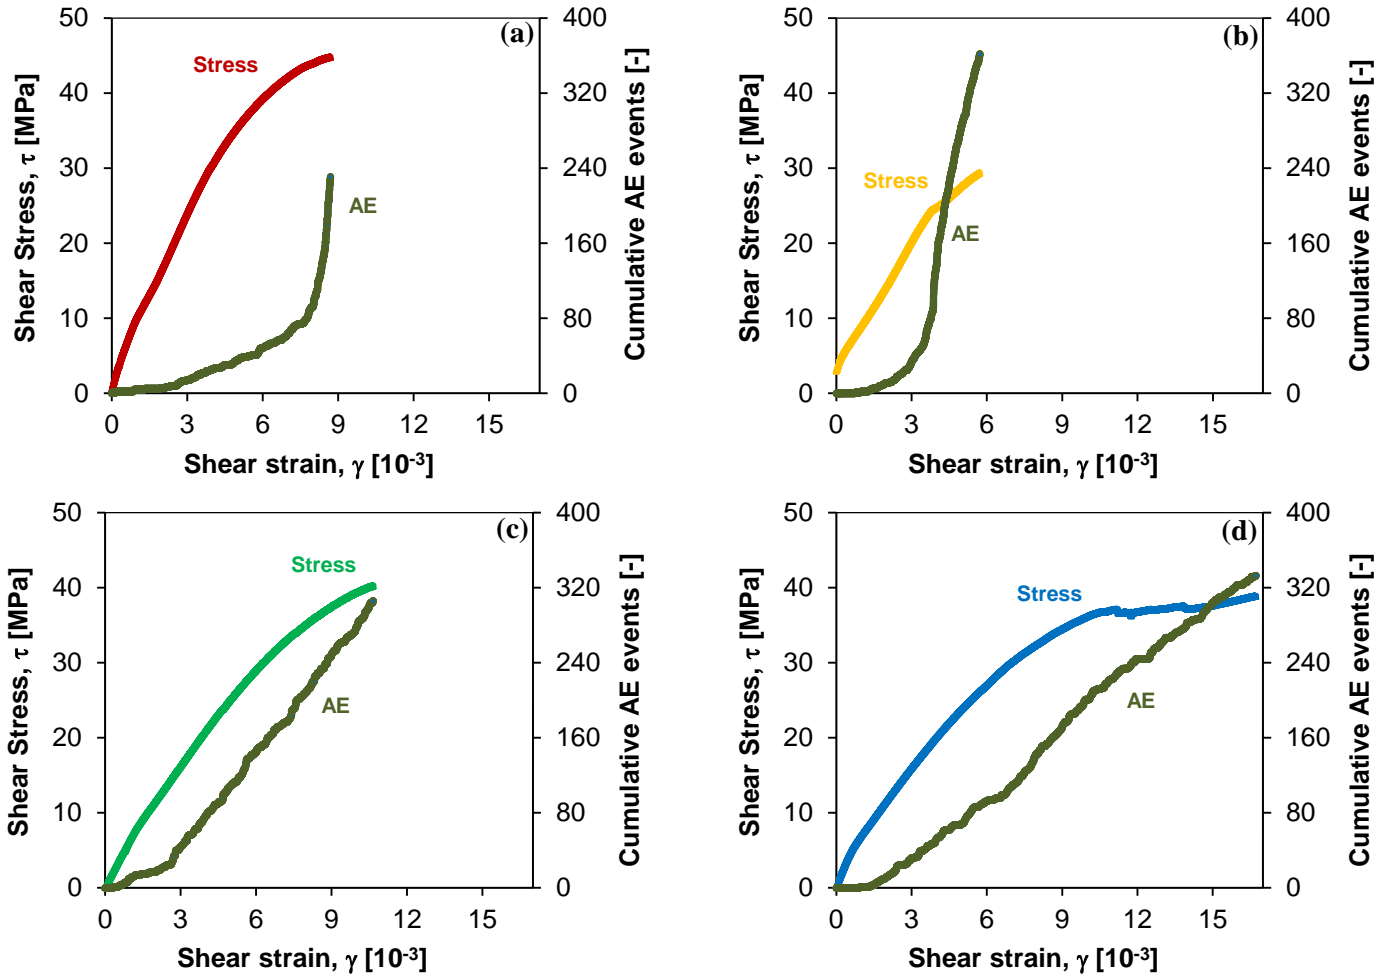 (a)
Stress
AE
Shear Stress, τ [MPa]
50
40
30
20
10
0
Cumulative AE events [-]
400
320
240
160
80
0
0 3 6 9 12 15
Shear strain, γ [10⁻³]
(b)
Stress
AE
Shear Stress, τ [MPa]
50
40
30
20
10
0
Cumulative AE events [-]
400
320
240
160
80
0
0 3 6 9 12 15
Shear strain, γ [10⁻³]
(c)
Stress
AE
Shear Stress, τ [MPa]
50
40
30
20
10
0
Cumulative AE events [-]
400
320
240
160
80
0
0 3 6 9 12 15
Shear strain, γ [10⁻³]
(d)
Stress
AE
Shear Stress, τ [MPa]
50
40
30
20
10
0
Cumulative AE events [-]
400
320
240
160
80
0
0 3 6 9 12 15
Shear strain, γ [10⁻³]